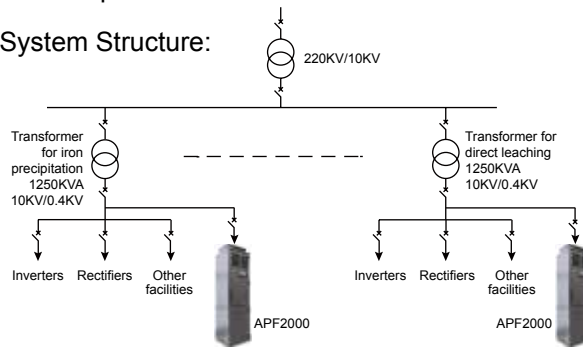 System Structure:
220KV/10KV
Transformer
for iron
precipitation
1250KVA
10KV/0.4KV
Transformer for
direct leaching
1250KVA
10KV/0.4KV
Inverters
Rectifiers
Other
facilities
APF2000
Inverters
Rectifiers
Other
facilities
APF2000